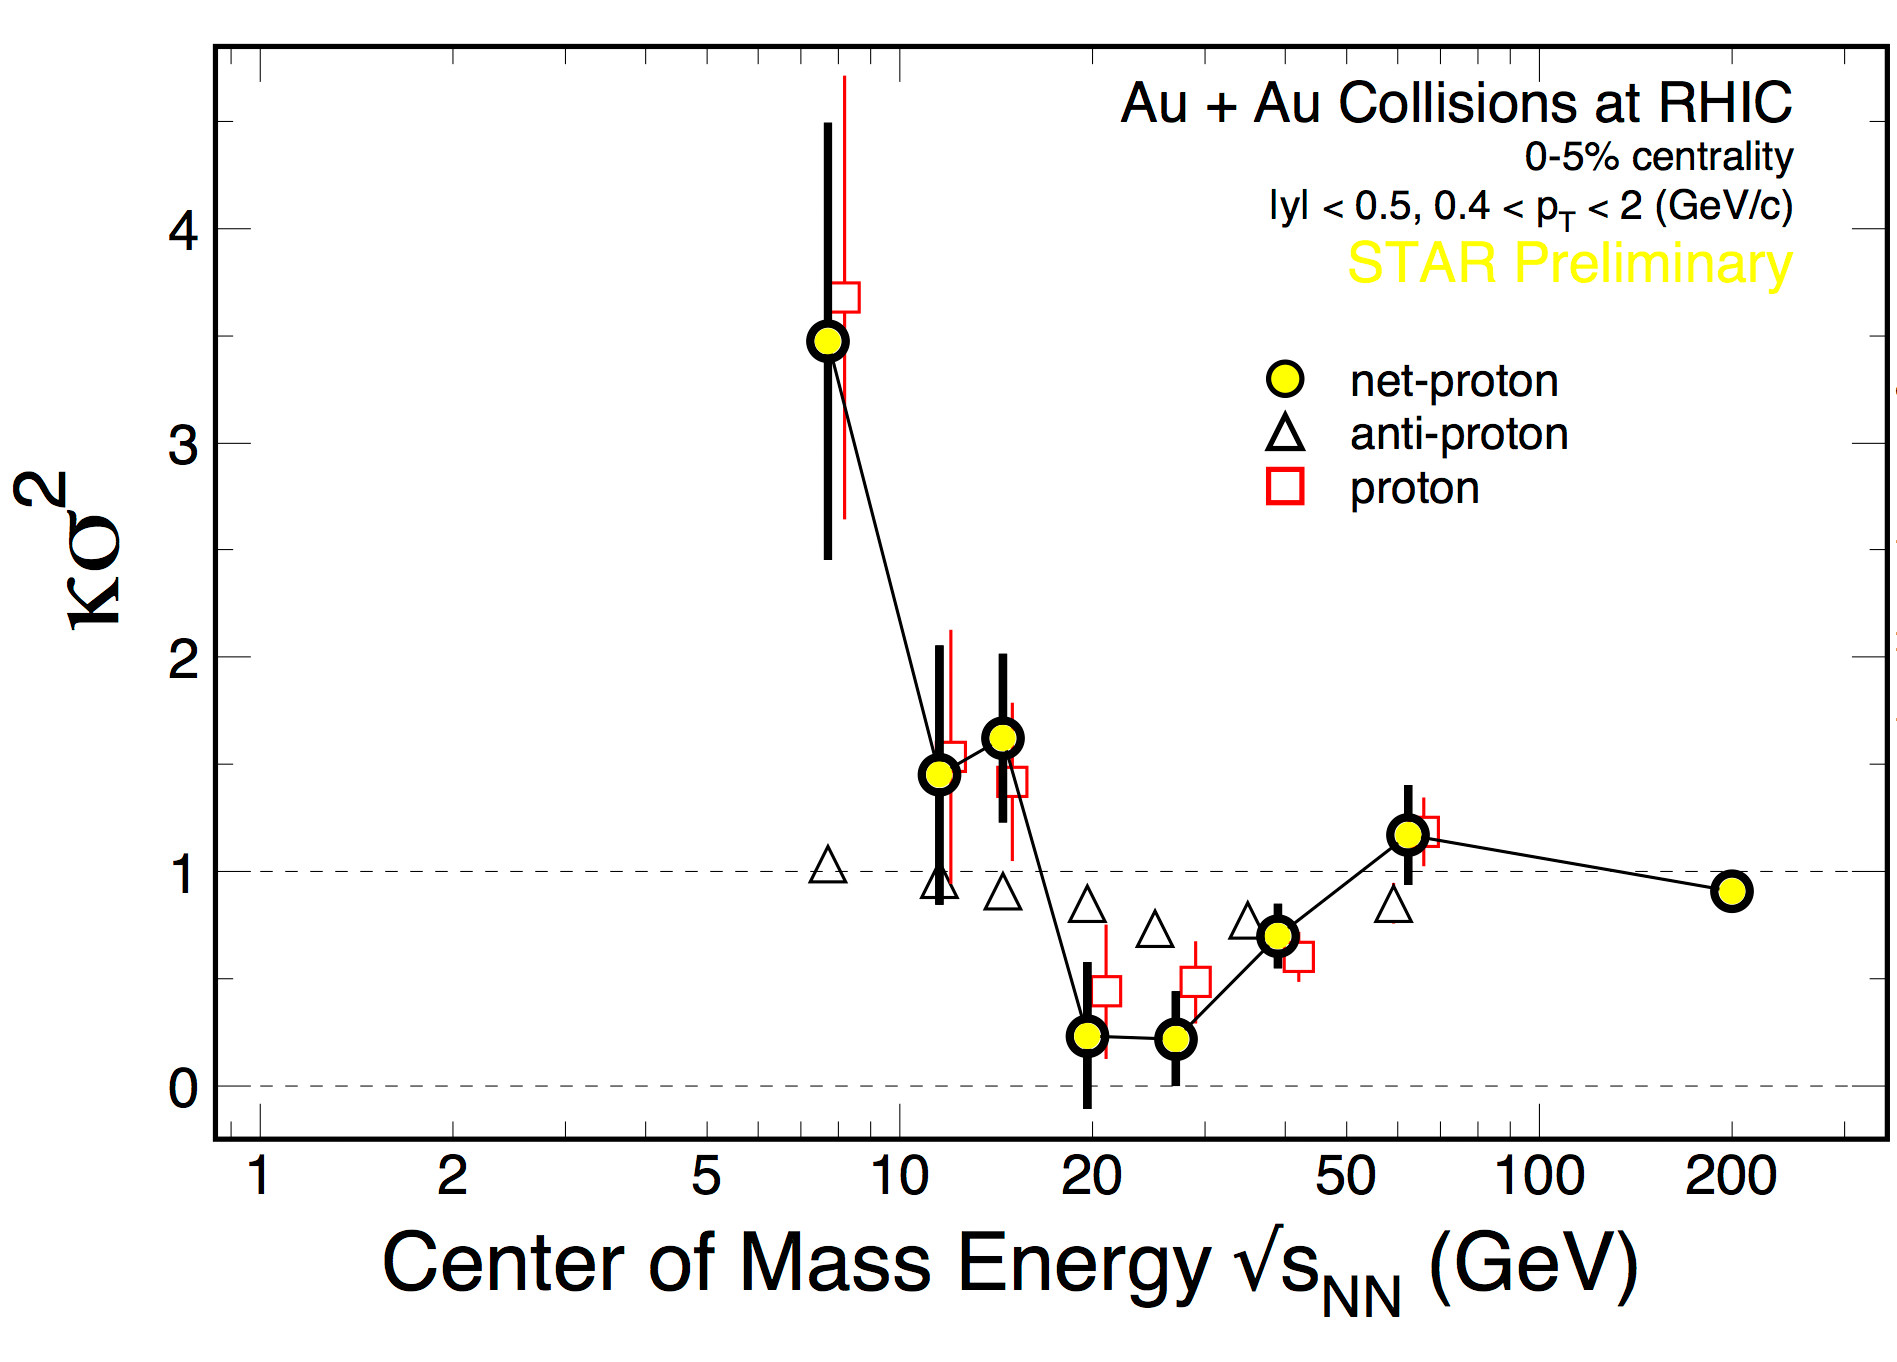 Au + Au Collisions at RHIC
0-5% centrality
|y| < 0.5, 0.4 < pT < 2 (GeV/c)
STAR Preliminary
net-proton
anti-proton
proton
κσ²
4
3
2
1
0
1 2 5 10 20 50 100 200
Center of Mass Energy √sNN (GeV)